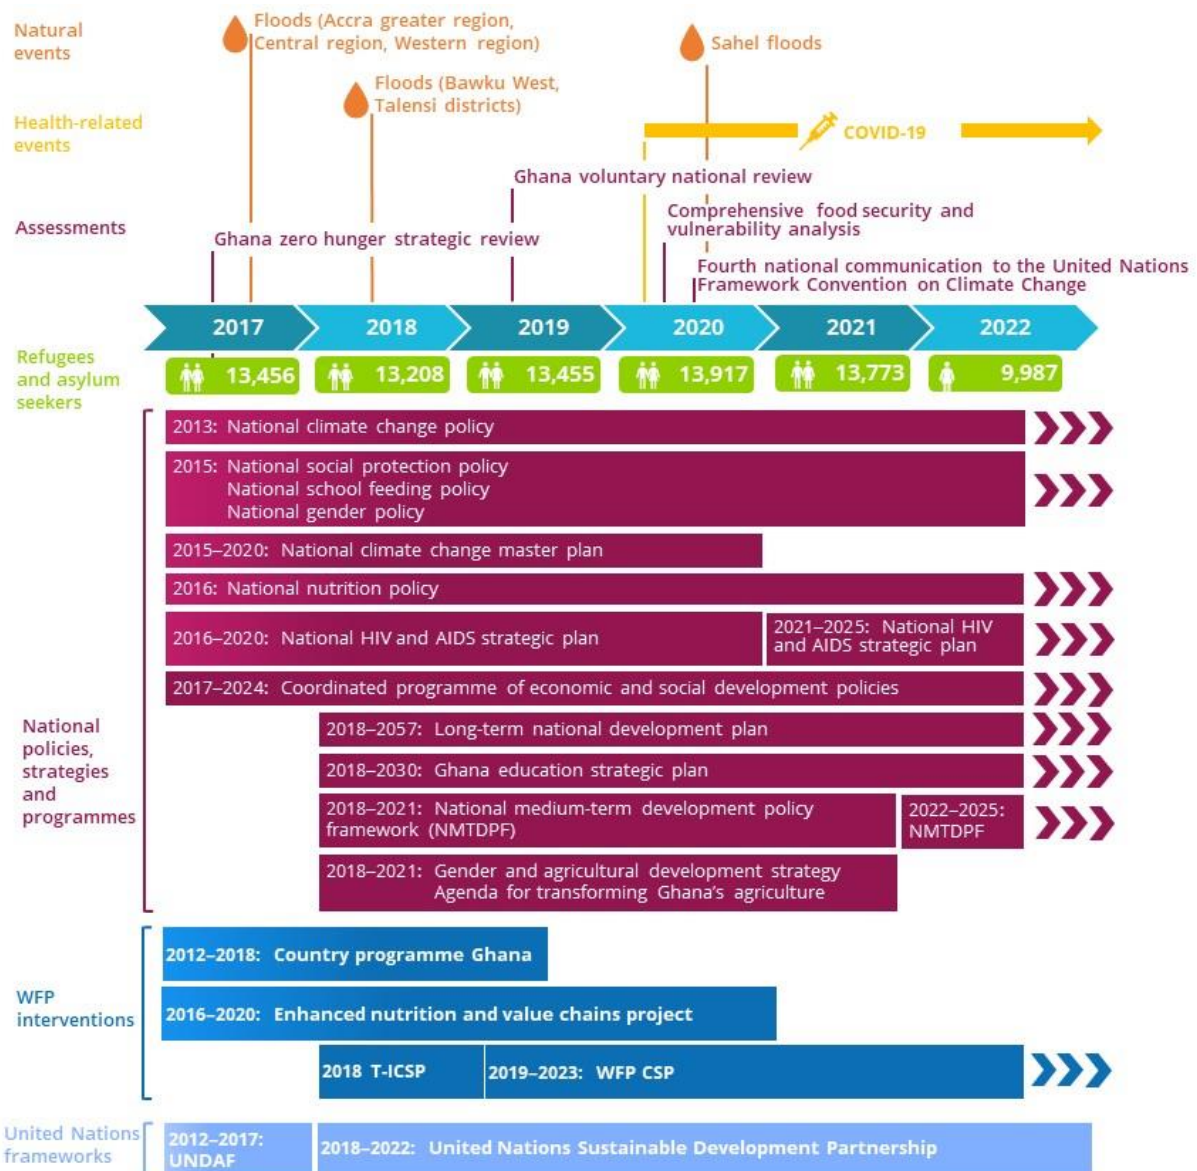 Natural
events
Floods (Accra greater region,
Central region, Western region)
Sahel floods
Floods (Bawku West,
Talensi districts)
Health-related
events
COVID-19
Ghana voluntary national review
Assessments
Comprehensive food security and
vulnerability analysis
Ghana zero hunger strategic review
Fourth national communication to the United Nations
Framework Convention on Climate Change
2017 2018 2019 2020 2021 2022
Refugees
and asylum
seekers
13,456 13,208 13,455 13,917 13,773 9,987
National
policies,
strategies
and
programmes
2013: National climate change policy
2015: National social protection policy
National school feeding policy
National gender policy
2015–2020: National climate change master plan
2016: National nutrition policy
2016–2020: National HIV and AIDS strategic plan
2021–2025: National HIV
and AIDS strategic plan
2017–2024: Coordinated programme of economic and social development policies
2018–2057: Long-term national development plan
2018–2030: Ghana education strategic plan
2018–2021: National medium-term development policy
framework (NMTDPF)
2022–2025:
NMTDPF
2018–2021: Gender and agricultural development strategy
Agenda for transforming Ghana's agriculture
WFP
interventions
2012–2018: Country programme Ghana
2016–2020: Enhanced nutrition and value chains project
2018 T-ICSP
2019–2023: WFP CSP
United Nations
frameworks
2012–2017:
UNDAF
2018–2022: United Nations Sustainable Development Partnership